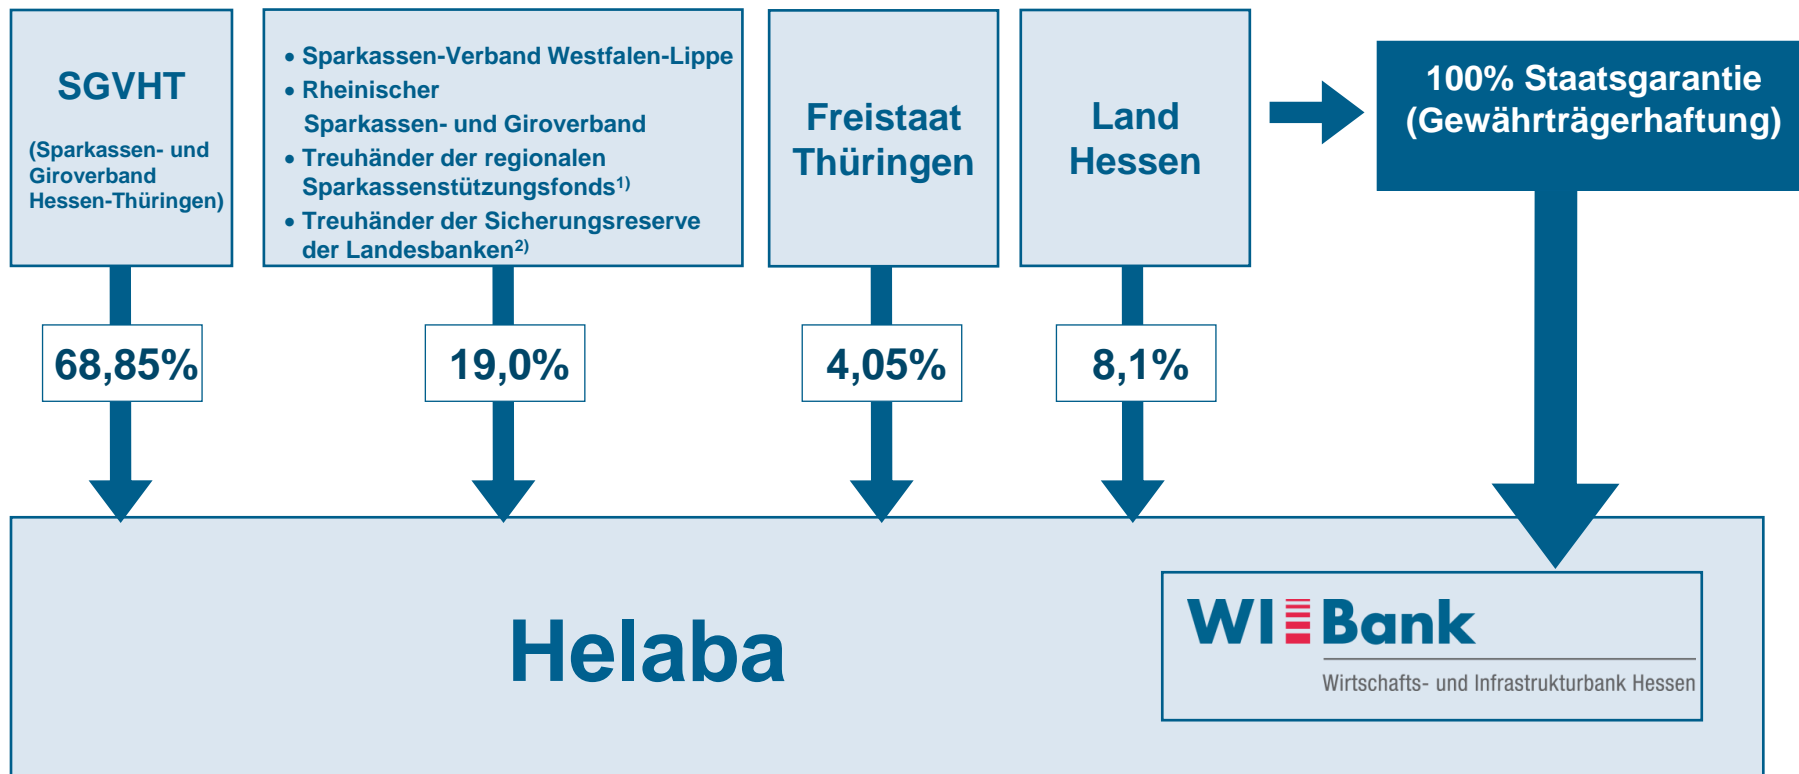 SGVHT
(Sparkassen- und
Giroverband
Hessen-Thüringen)
• Sparkassen-Verband Westfalen-Lippe
• Rheinischer
Sparkassen- und Giroverband
• Treuhänder der regionalen
Sparkassenstützungsfonds1)
• Treuhänder der Sicherungsreserve
der Landesbanken2)
Freistaat
Thüringen
Land
Hessen
100% Staatsgarantie
(Gewährträgerhaftung)
68,85%
19,0%
4,05%
8,1%
Helaba
WIBank
Wirtschafts- und Infrastrukturbank Hessen